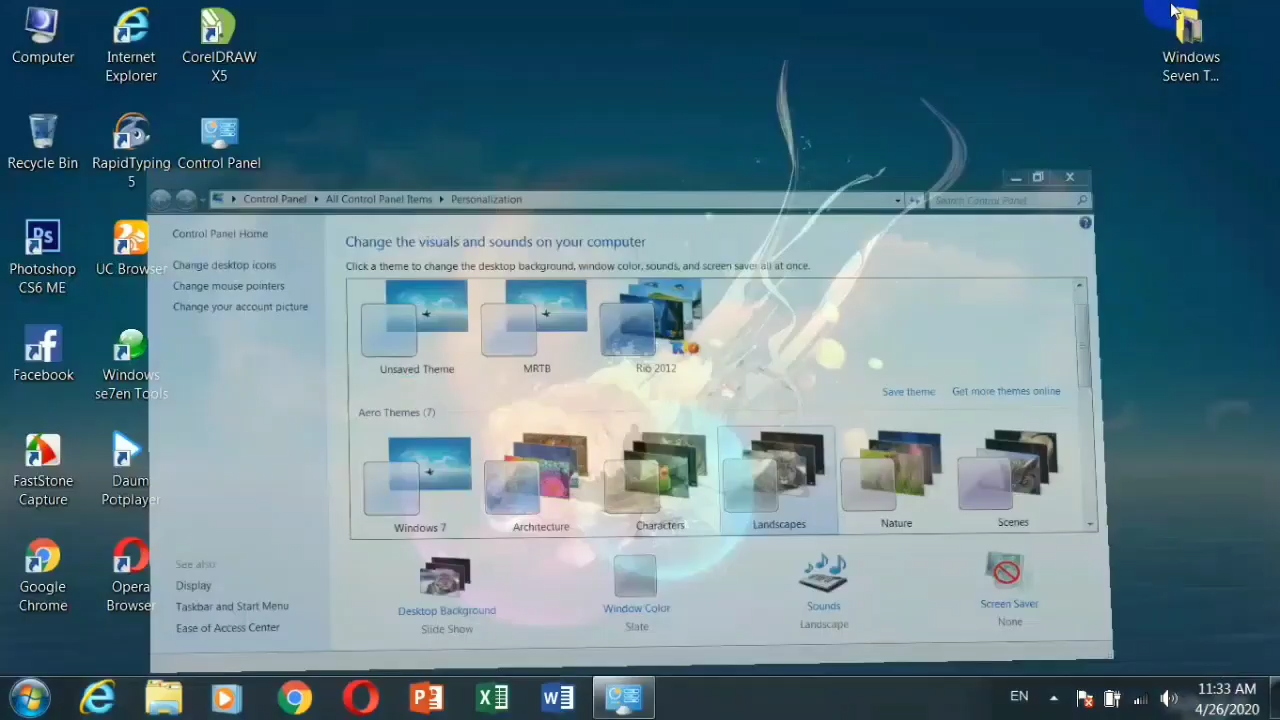 Computer
Internet
Explorer
CorelDRAW
X5
Windows
Seven T...
Recycle Bin
RapidTyping
5
Control Panel
Photoshop
CS6 ME
UC Browser
Facebook
Windows
se7en Tools
FastStone
Capture
Daum
Potplayer
Google
Chrome
Opera
Browser
Control Panel
All Control Panel Items
Personalization
Search Control Panel
Control Panel Home
Change desktop icons
Change mouse pointers
Change your account picture
See also
Display
Taskbar and Start Menu
Ease of Access Center
Change the visuals and sounds on your computer
Click a theme to change the desktop background, window color, sounds, and screen saver all at once.
Unsaved Theme
MRTB
Rio 2012
Save theme
Get more themes online
Aero Themes (7)
Windows 7
Architecture
Characters
Landscapes
Nature
Scenes
Desktop Background
Slide Show
Window Color
Slate
Sounds
Landscape
Screen Saver
None
EN
11:33 AM
4/26/2020